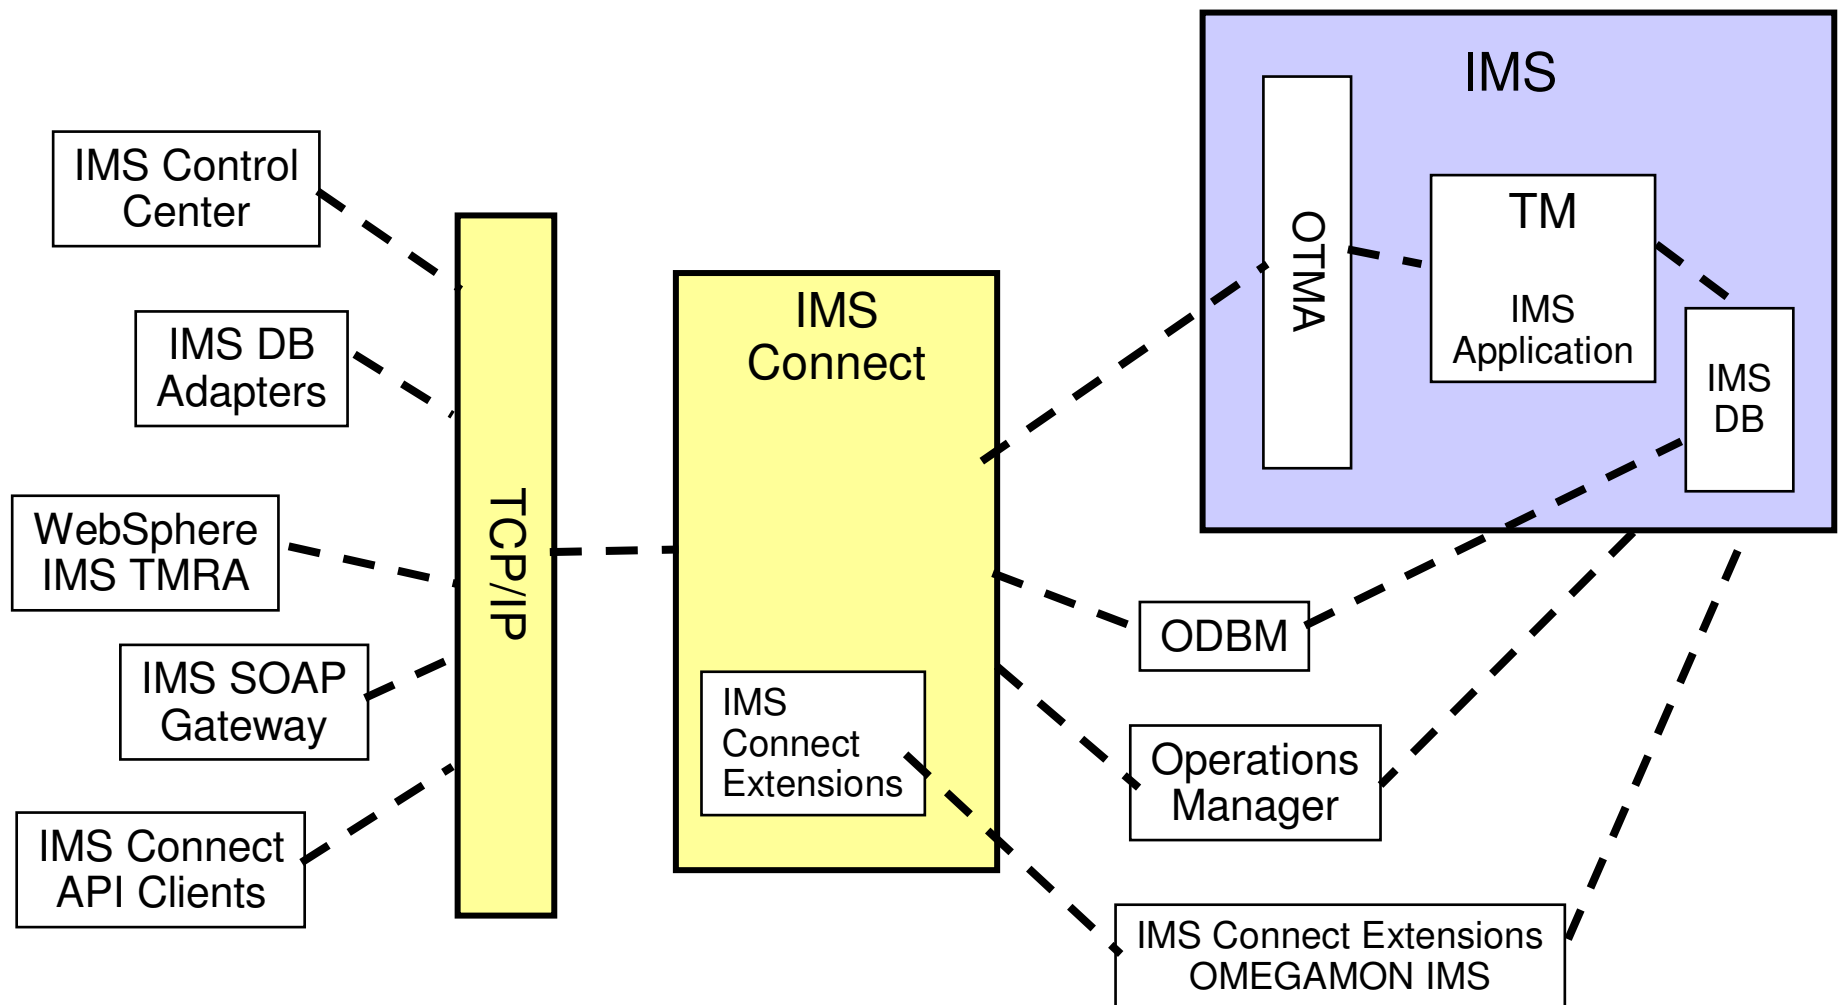 IMS Control
Center
IMS DB
Adapters
WebSphere
IMS TMRA
IMS SOAP
Gateway
IMS Connect
API Clients
TCP/IP
IMS
Connect
IMS
Connect
Extensions
IMS
OTMA
TM
IMS
Application
IMS
DB
ODBM
Operations
Manager
IMS Connect Extensions
OMEGAMON IMS